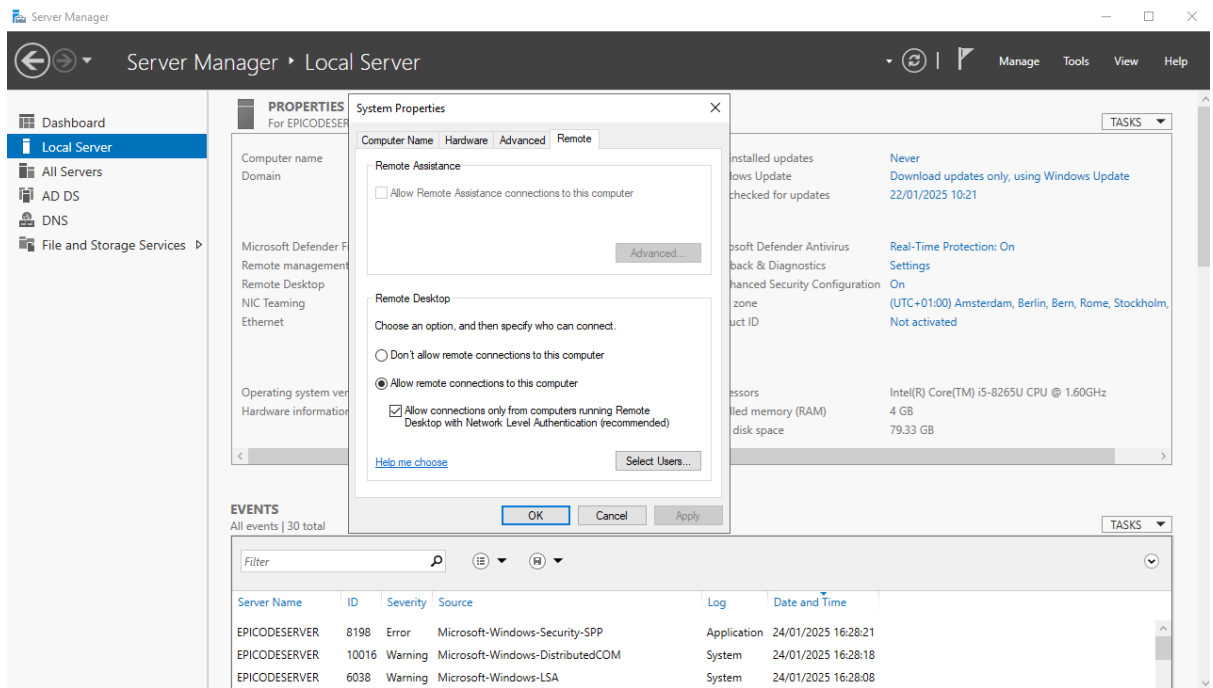 Server Manager
Server Manager • Local Server
Manage Tools View Help
Dashboard
Local Server
All Servers
AD DS
DNS
File and Storage Services
PROPERTIES
For EPICODESER
TASKS
Computer name
Domain
Microsoft Defender Fi
Remote management
Remote Desktop
NIC Teaming
Ethernet
Operating system ver
Hardware information
System Properties
Computer Name Hardware Advanced Remote
Remote Assistance
Allow Remote Assistance connections to this computer
Advanced...
Remote Desktop
Choose an option, and then specify who can connect.
Don't allow remote connections to this computer
Allow remote connections to this computer
Allow connections only from computers running Remote
Desktop with Network Level Authentication (recommended)
Help me choose
Select Users...
OK Cancel Apply
installed updates Never
dows Update Download updates only, using Windows Update
checked for updates 22/01/2025 10:21
osoft Defender Antivirus Real-Time Protection: On
back & Diagnostics Settings
hanced Security Configuration On
zone (UTC+01:00) Amsterdam, Berlin, Bern, Rome, Stockholm,
uct ID Not activated
essors Intel(R) Core(TM) i5-8265U CPU @ 1.60GHz
lled memory (RAM) 4 GB
disk space 79.33 GB
EVENTS
All events | 30 total
TASKS
Filter
Server Name ID Severity Source Log Date and Time
EPICODESERVER 8198 Error Microsoft-Windows-Security-SPP Application 24/01/2025 16:28:21
EPICODESERVER 10016 Warning Microsoft-Windows-DistributedCOM System 24/01/2025 16:28:18
EPICODESERVER 6038 Warning Microsoft-Windows-LSA System 24/01/2025 16:28:08